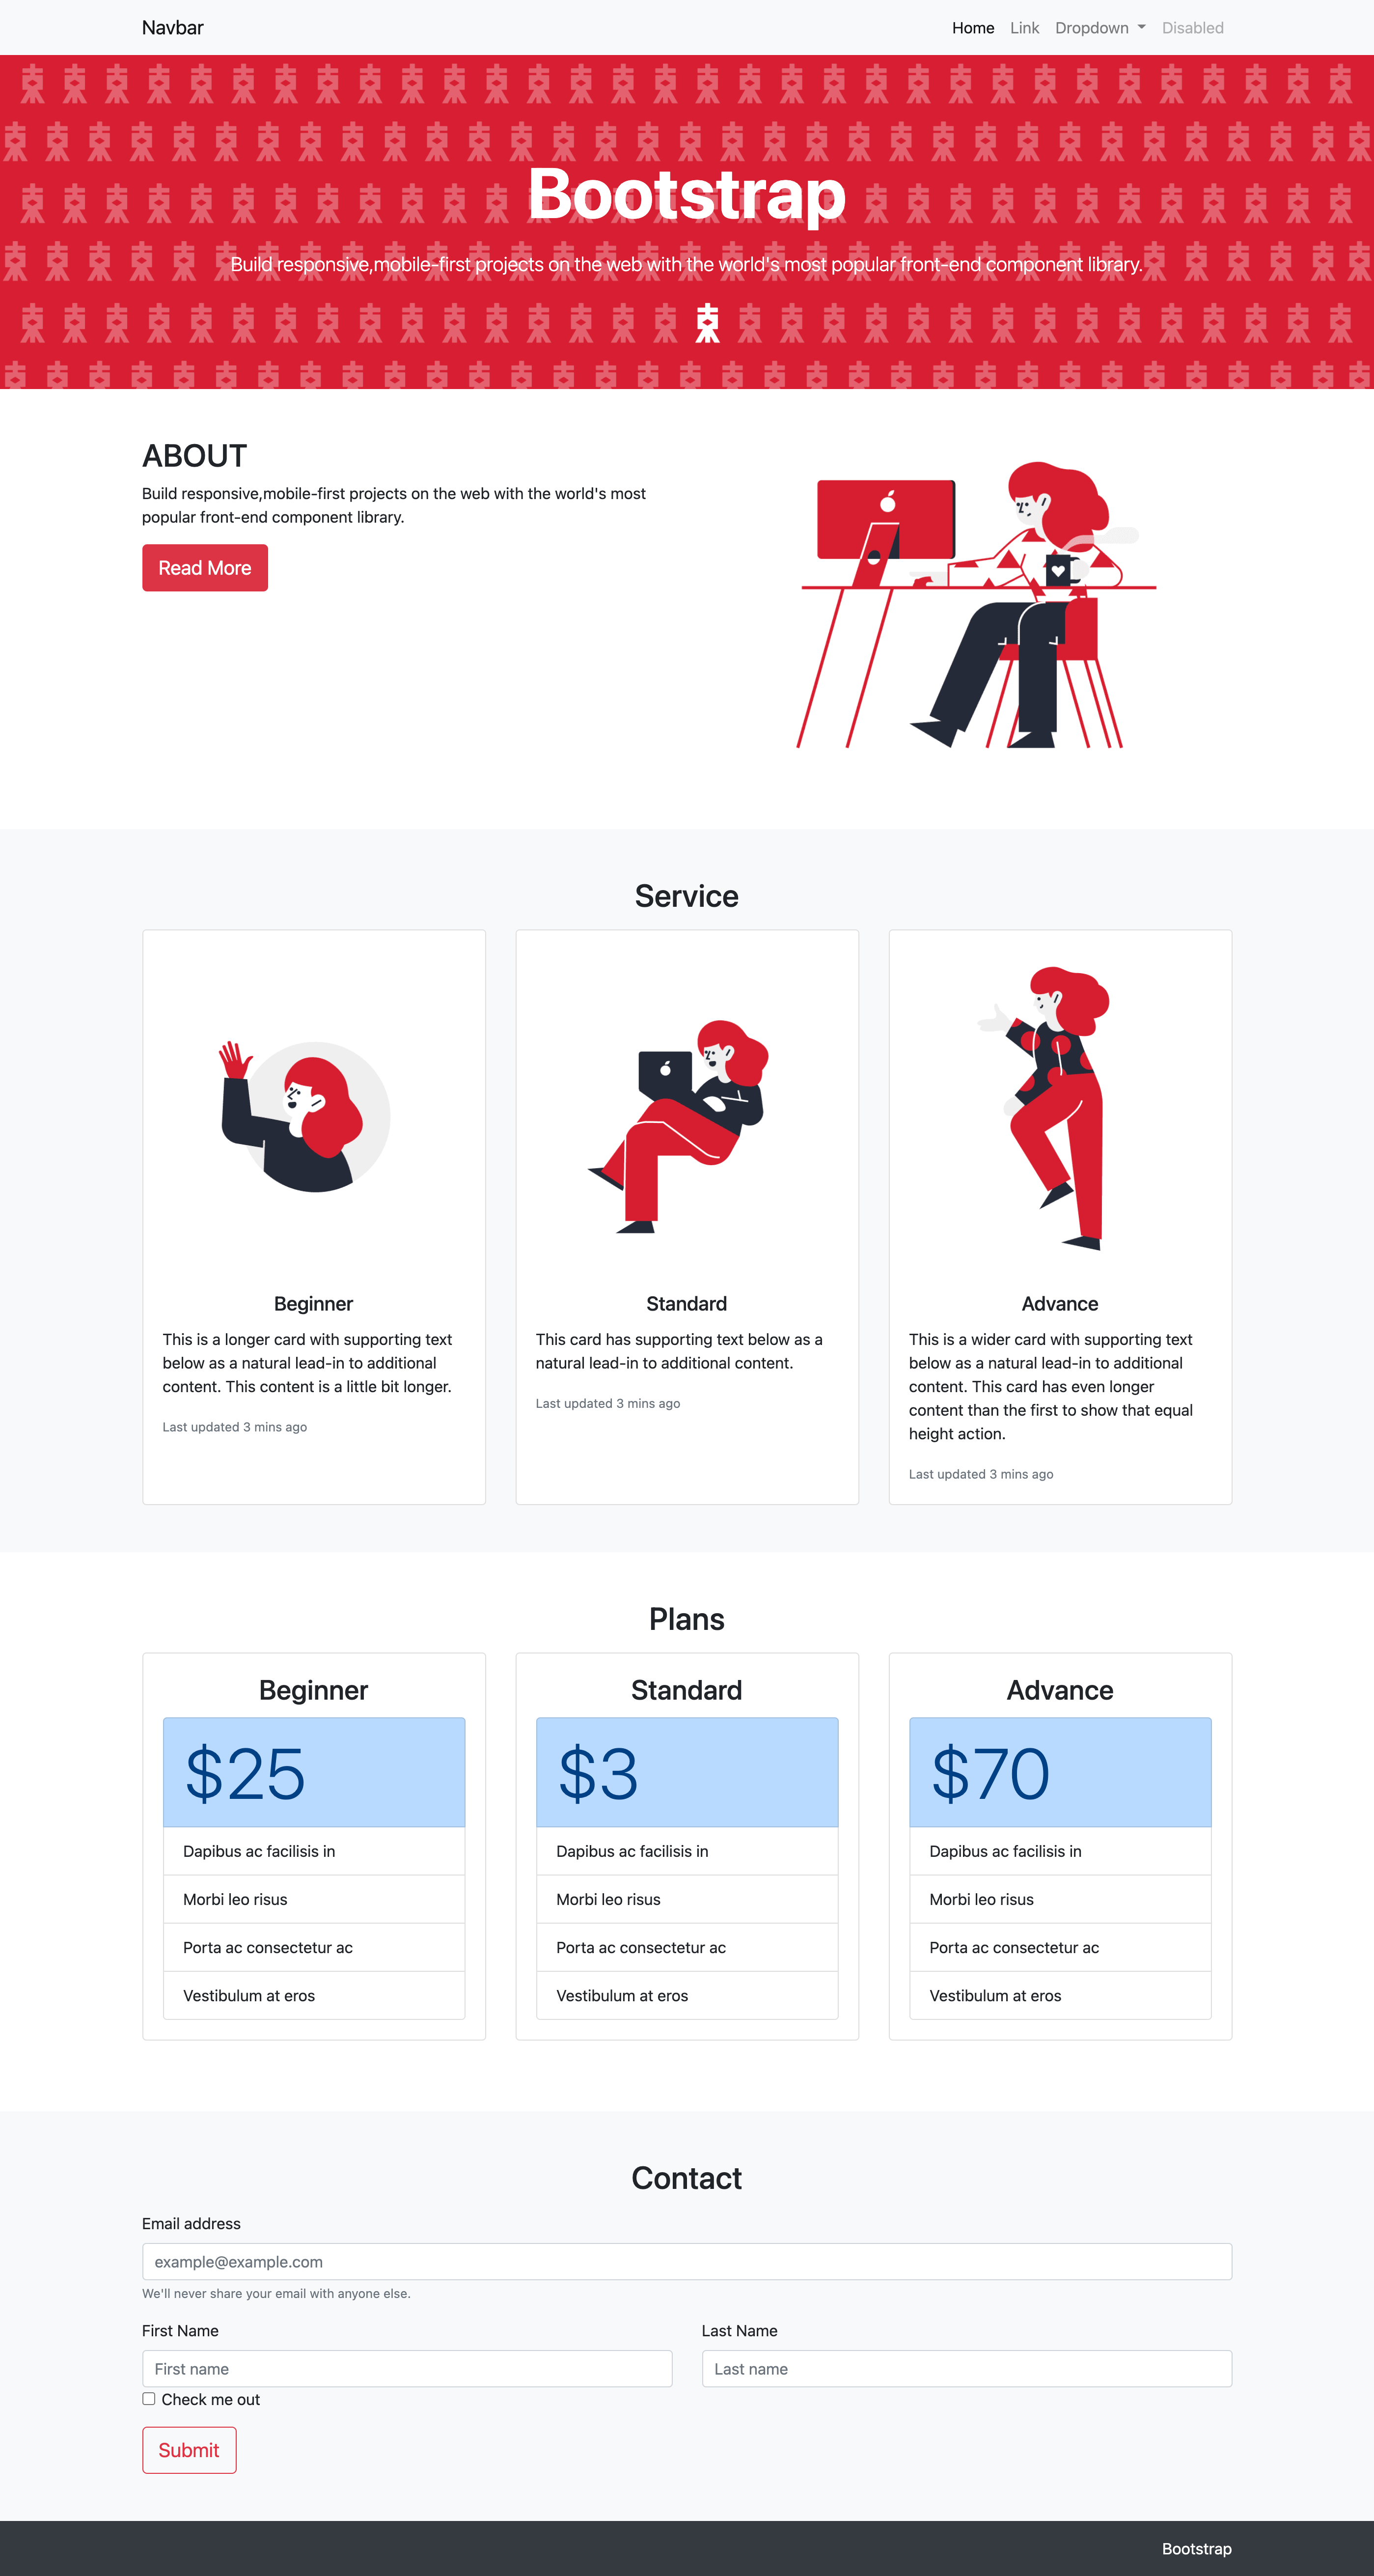 Navbar
Home Link Dropdown Disabled
Bootstrap
Build responsive,mobile-first projects on the web with the world's most popular front-end component library.
ABOUT
Build responsive,mobile-first projects on the web with the world's most
popular front-end component library.
Read More
Service
Beginner
This is a longer card with supporting text
below as a natural lead-in to additional
content. This content is a little bit longer.
Last updated 3 mins ago
Standard
This card has supporting text below as a
natural lead-in to additional content.
Last updated 3 mins ago
Advance
This is a wider card with supporting text
below as a natural lead-in to additional
content. This card has even longer
content than the first to show that equal
height action.
Last updated 3 mins ago
Plans
Beginner
$25
Dapibus ac facilisis in
Morbi leo risus
Porta ac consectetur ac
Vestibulum at eros
Standard
$3
Dapibus ac facilisis in
Morbi leo risus
Porta ac consectetur ac
Vestibulum at eros
Advance
$70
Dapibus ac facilisis in
Morbi leo risus
Porta ac consectetur ac
Vestibulum at eros
Contact
Email address
example@example.com
We'll never share your email with anyone else.
First Name
First name
Last Name
Last name
Check me out
Submit
Bootstrap